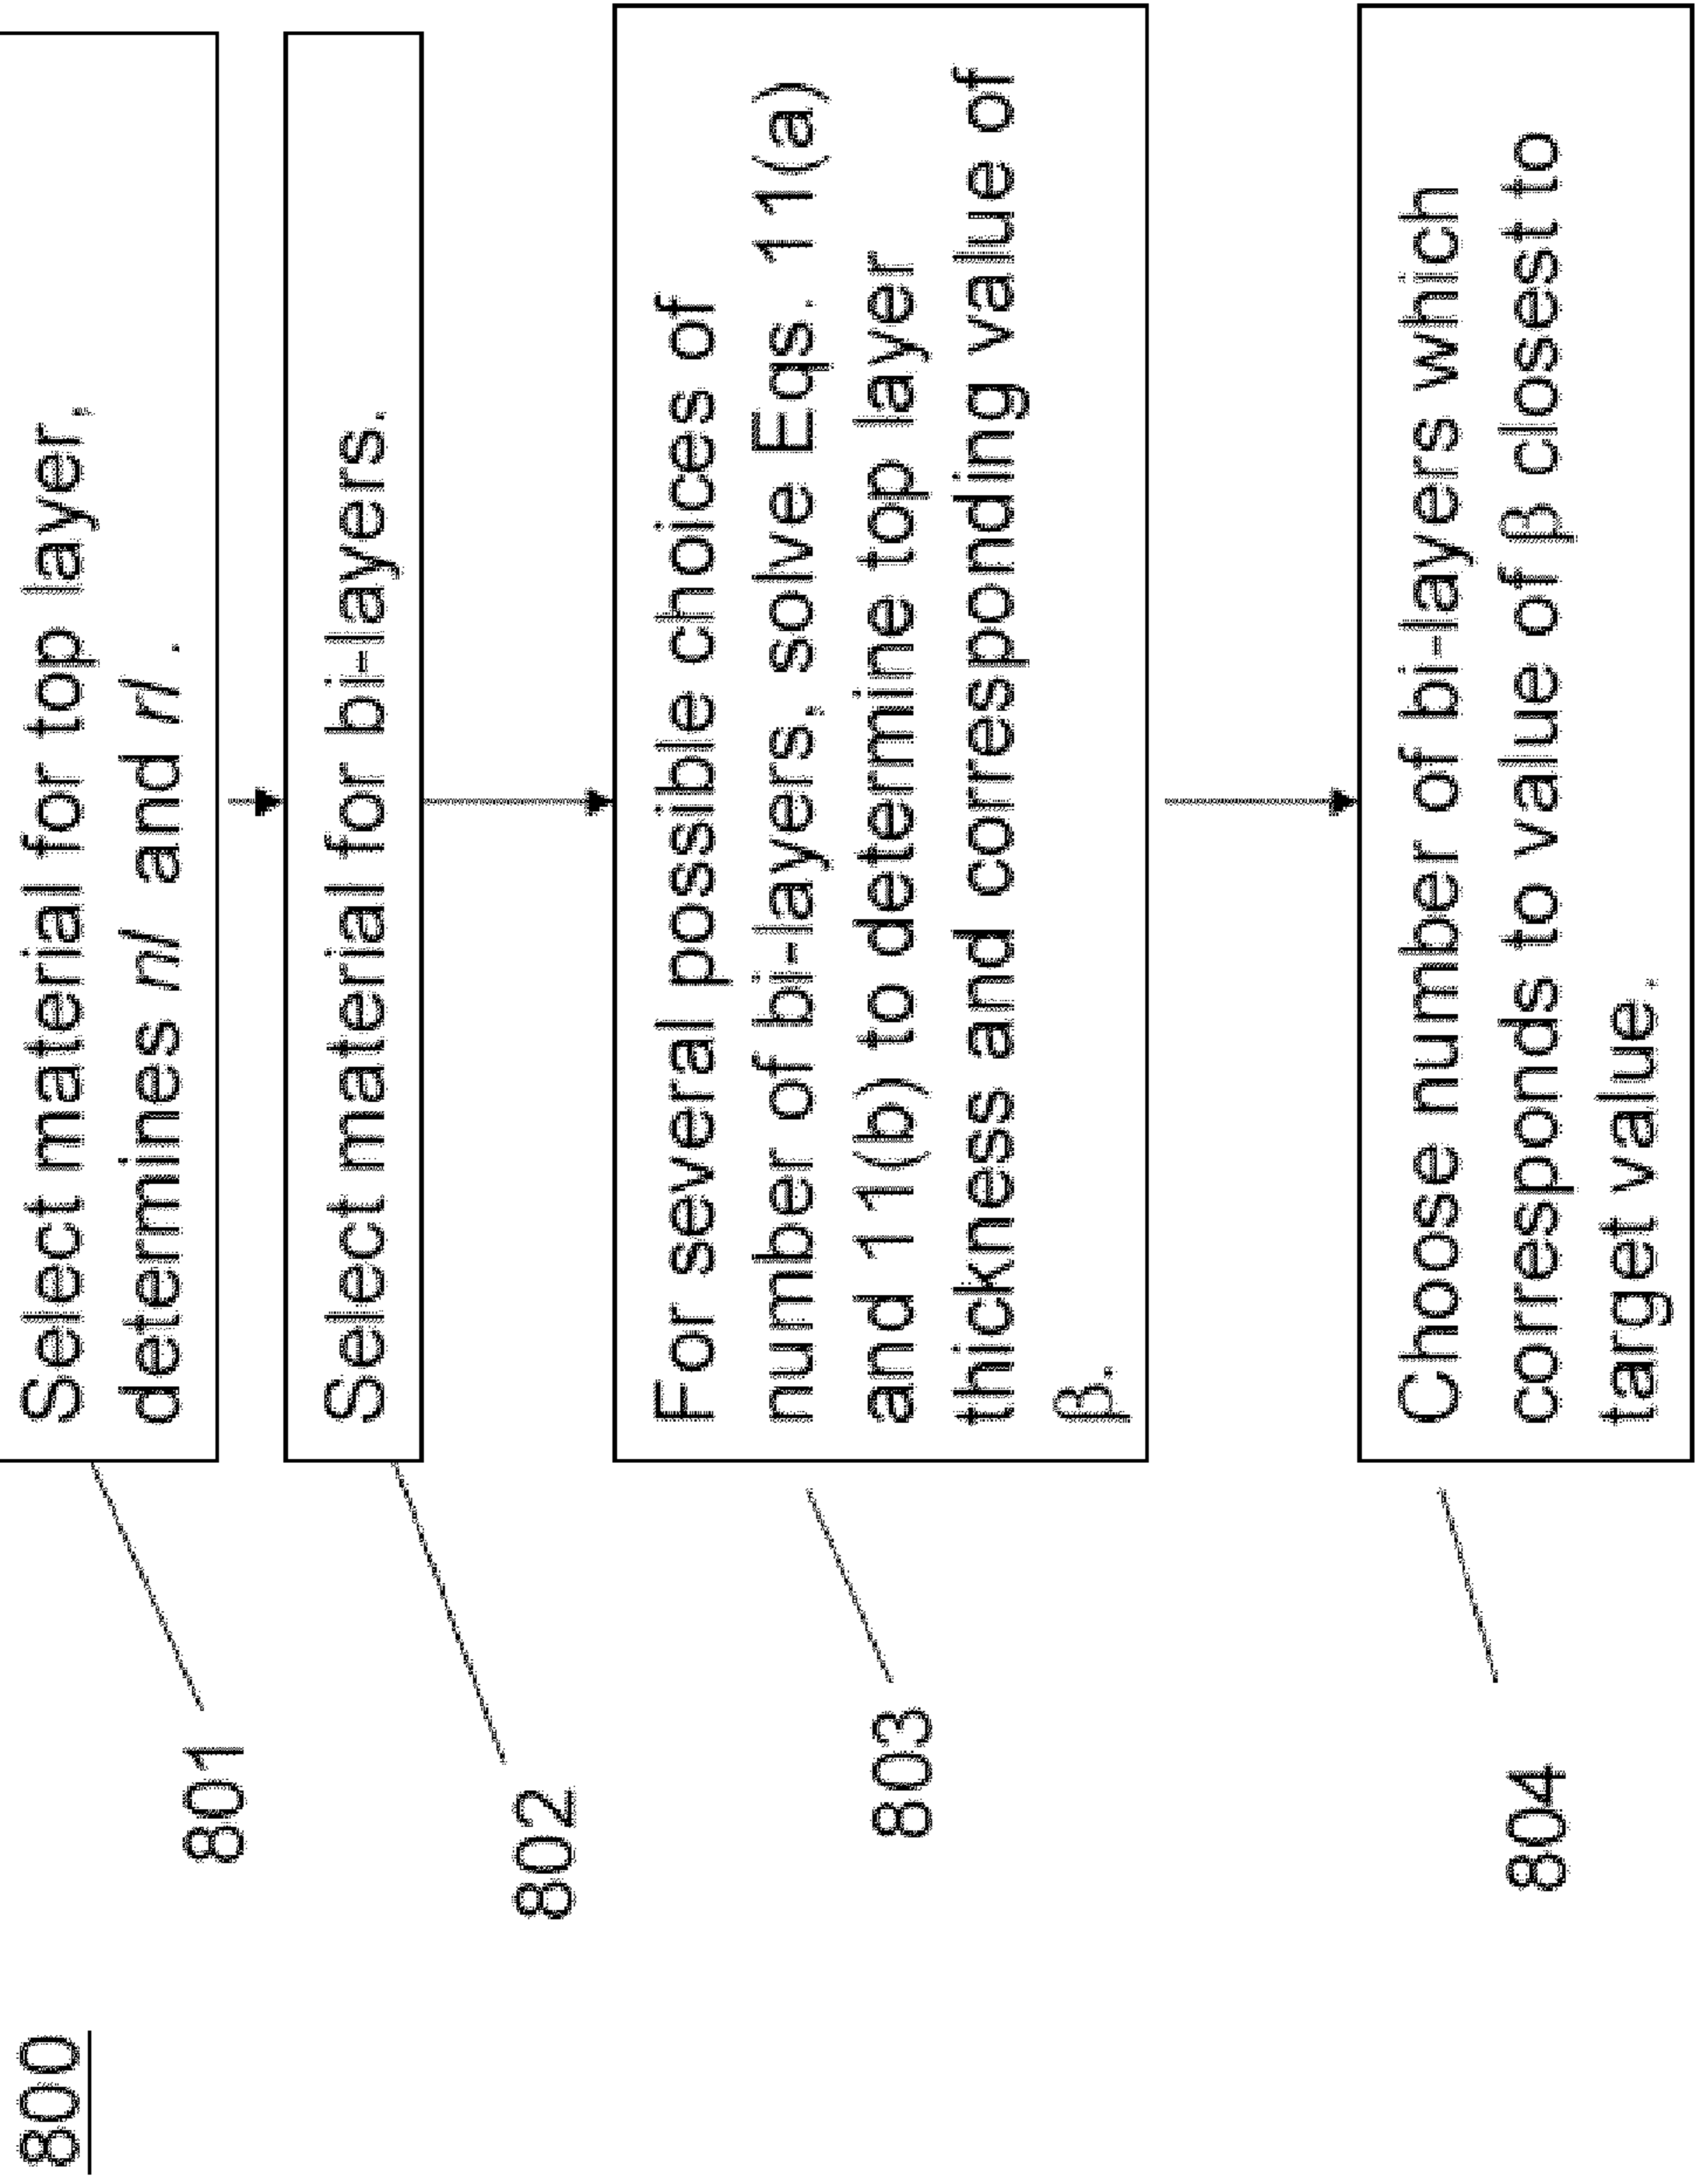 800
801
Select material for top layer,
determines nl and rl.
802
Select material for bi-layers.
803
For several possible choices of
number of bi-layers, solve Eqs. 11(a)
and 11(b) to determine top layer
thickness and corresponding value of
β.
804
Choose number of bi-layers which
corresponds to value of β closest to
target value.